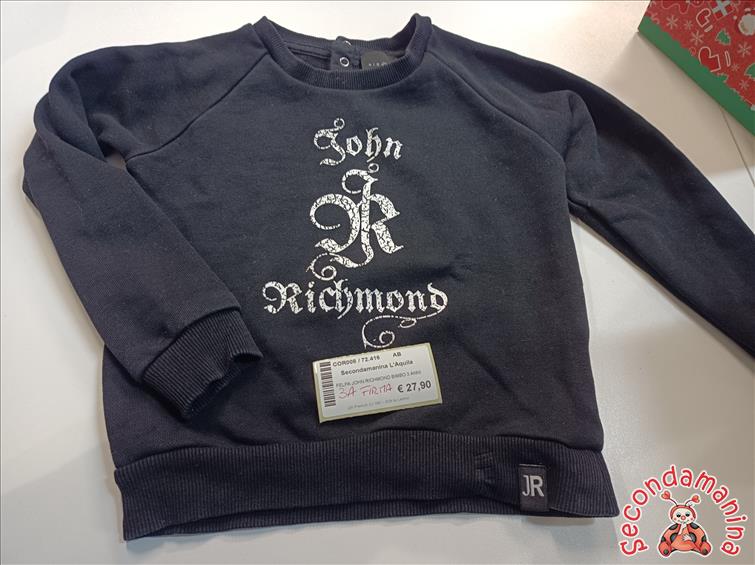 John
JR
Richmond
COR006 / 72.416 AB
Secondamanina L'Aquila
FELPA JOHN RICHMOND BIMBO 3 ANNI
3A FIRMA € 27,90
JR
Secondamanina